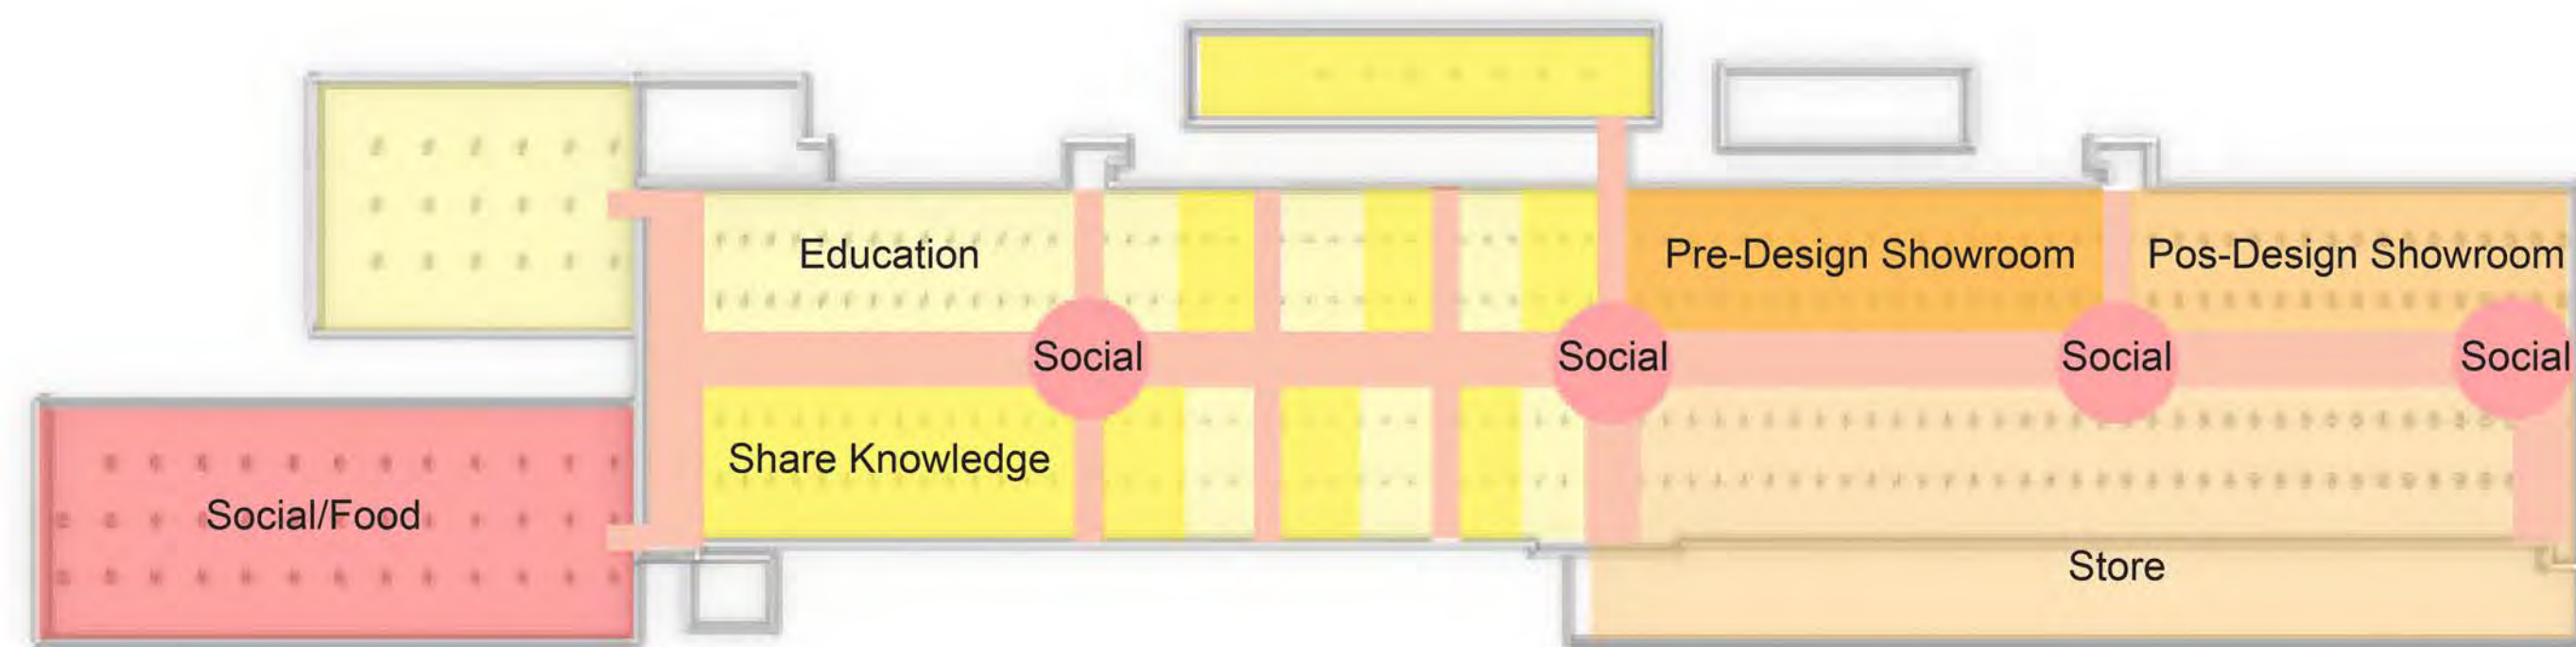 Education
Pre-Design Showroom
Pos-Design Showroom
Social
Social
Social
Social
Share Knowledge
Social/Food
Store